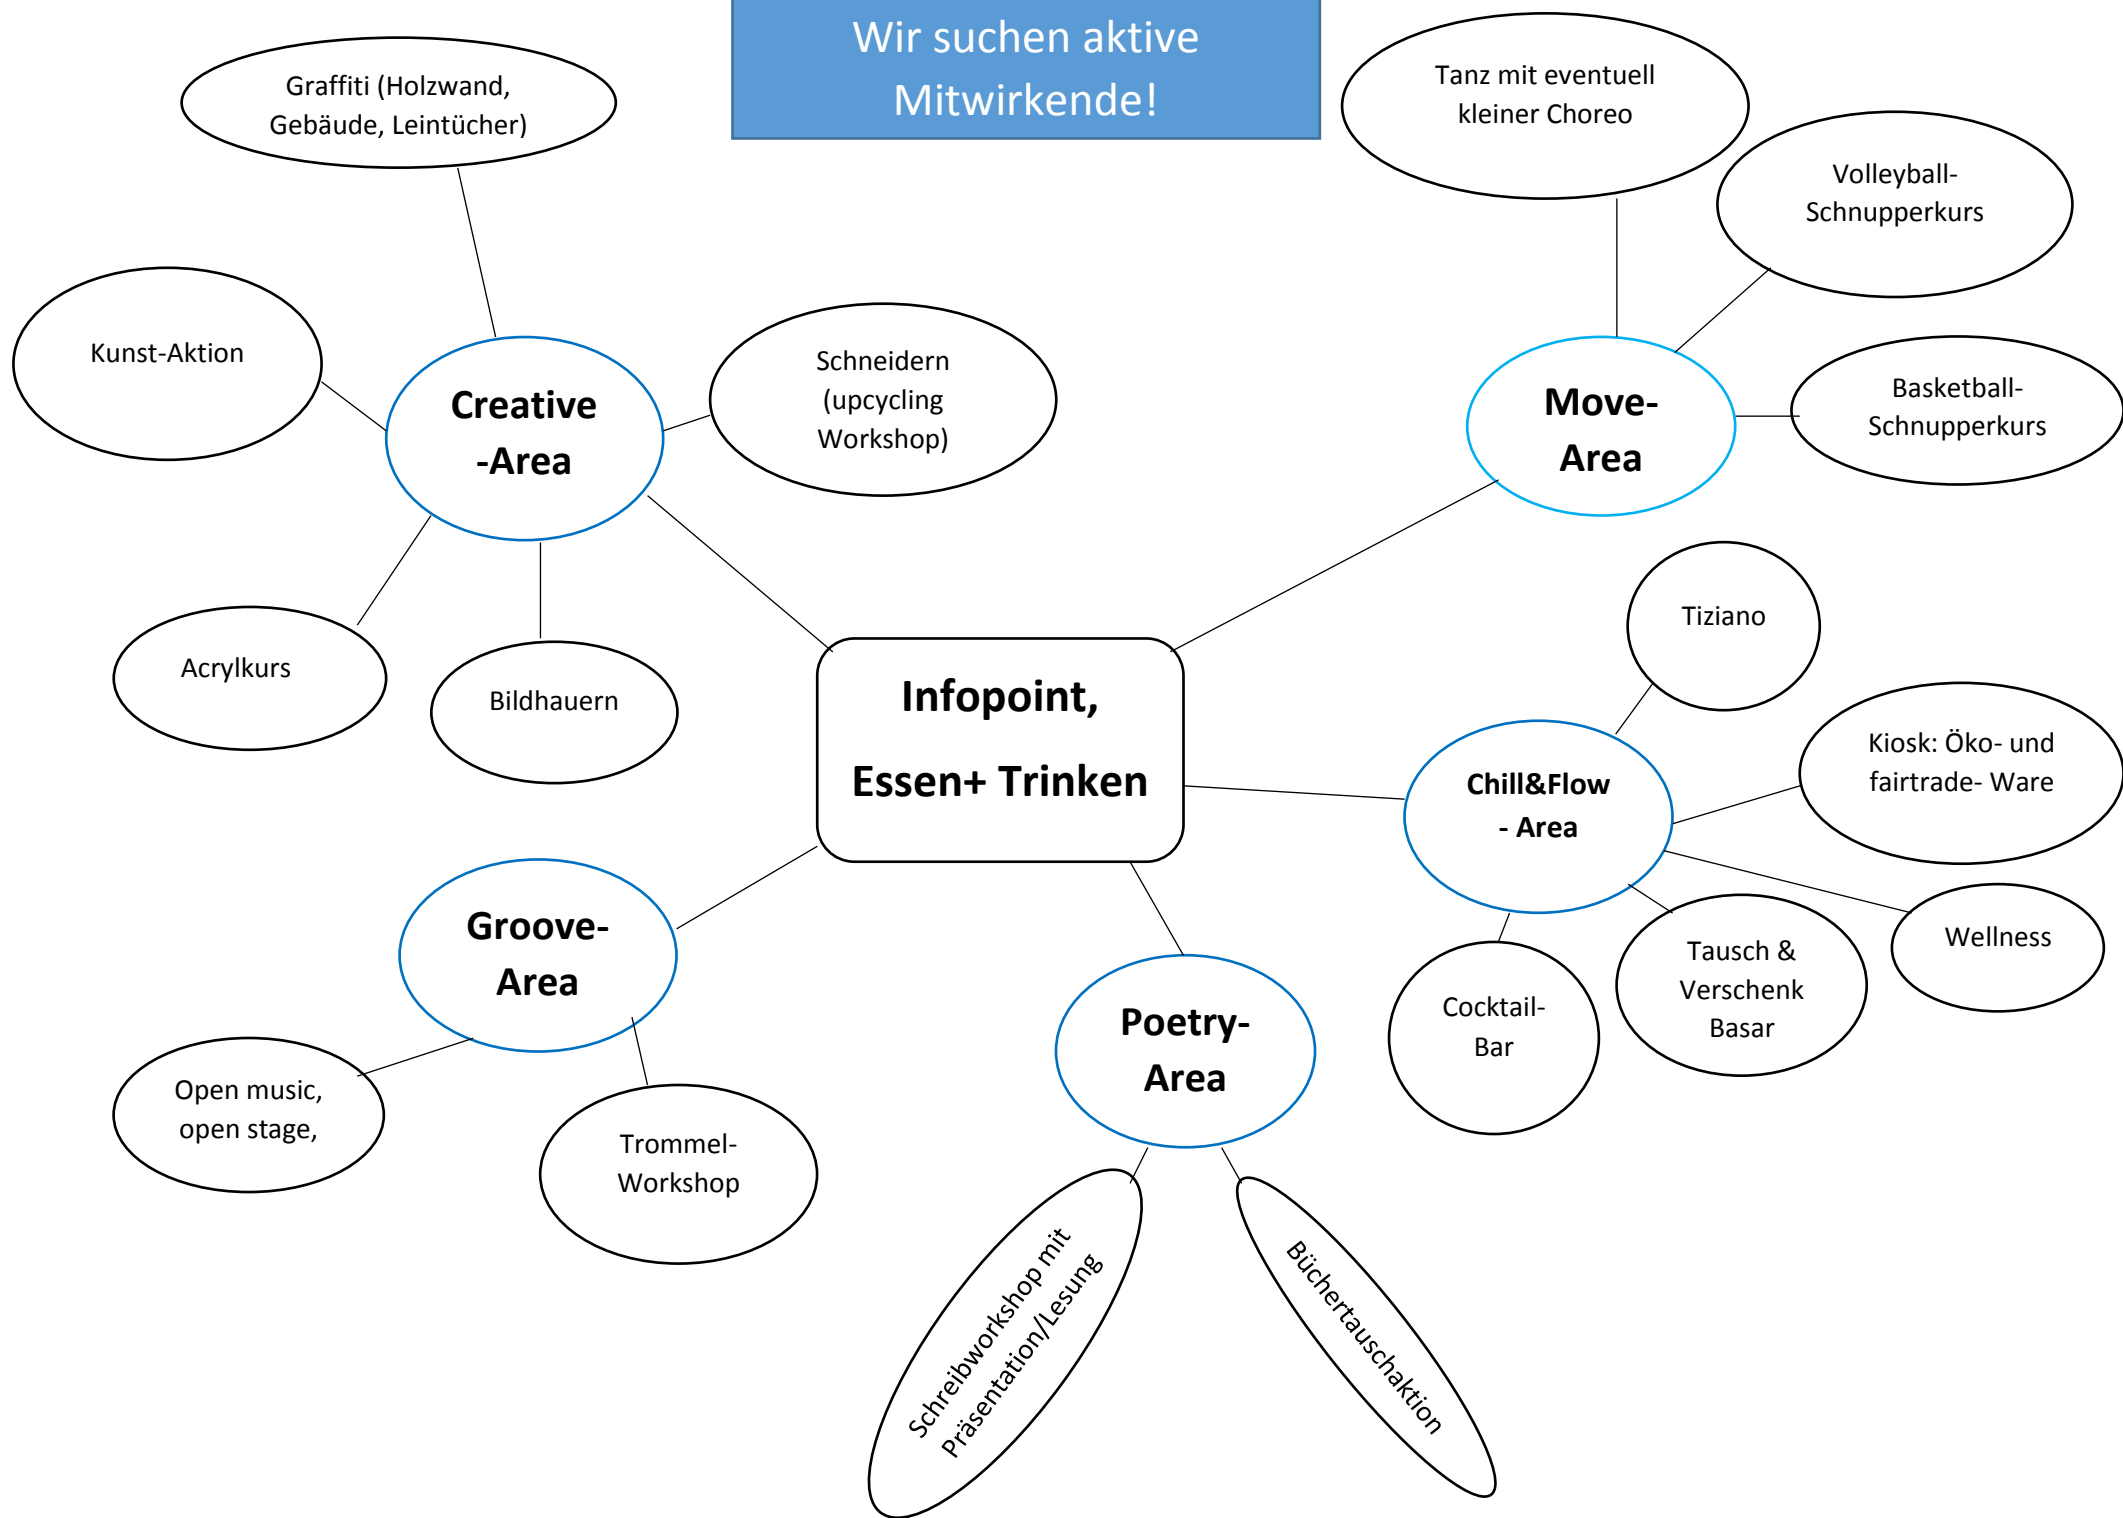 Wir suchen aktive
Mitwirkende!
Graffiti (Holzwand,
Gebäude, Leintücher)
Tanz mit eventuell
kleiner Choreo
Volleyball-
Schnupperkurs
Kunst-Aktion
Creative
-Area
Schneidern
(upcycling
Workshop)
Move-
Area
Basketball-
Schnupperkurs
Acrylkurs
Bildhauern
Infopoint,
Essen+ Trinken
Tiziano
Chill&Flow
- Area
Kiosk: Öko- und
fairtrade- Ware
Wellness
Tausch &
Verschenk
Basar
Cocktail-
Bar
Groove-
Area
Open music,
open stage,
Trommel-
Workshop
Poetry-
Area
Schreibworkshop mit
Präsentation/Lesung
Büchertauschaktion